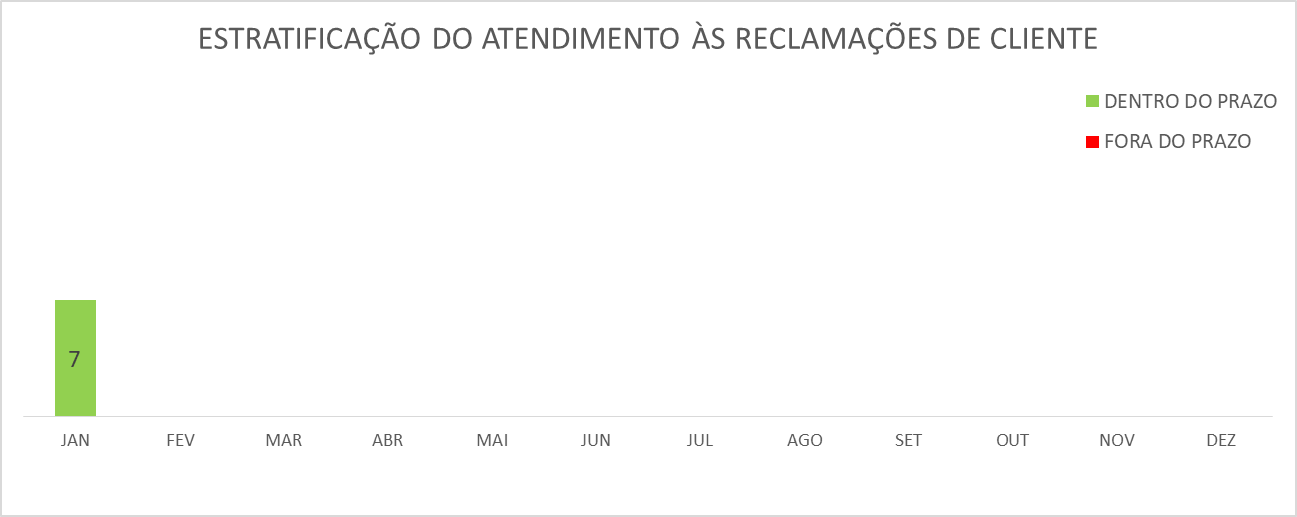 ESTRATIFICAÇÃO DO ATENDIMENTO ÀS RECLAMAÇÕES DE CLIENTE
DENTRO DO PRAZO
FORA DO PRAZO
7
JAN FEV MAR ABR MAI JUN JUL AGO SET OUT NOV DEZ